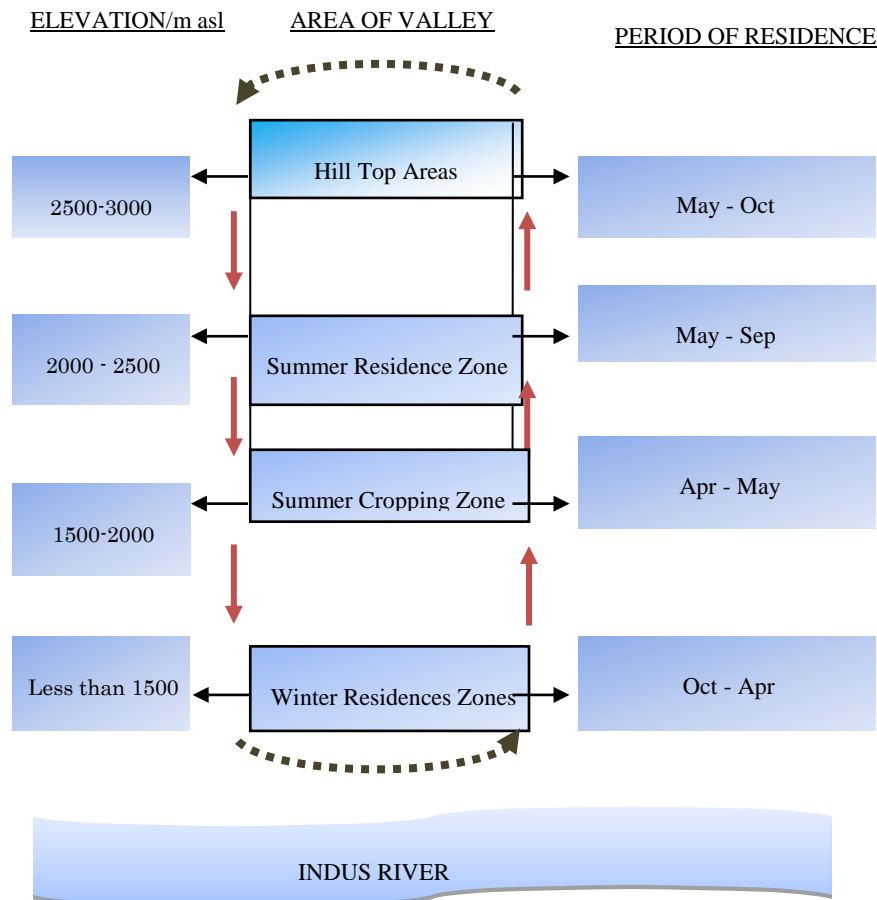 ELEVATION/m asl
AREA OF VALLEY
PERIOD OF RESIDENCE
Hill Top Areas
2500-3000
May - Oct
Summer Residence Zone
2000 - 2500
May - Sep
Summer Cropping Zone
1500-2000
Apr - May
Less than 1500
Winter Residences Zones
Oct - Apr
INDUS RIVER